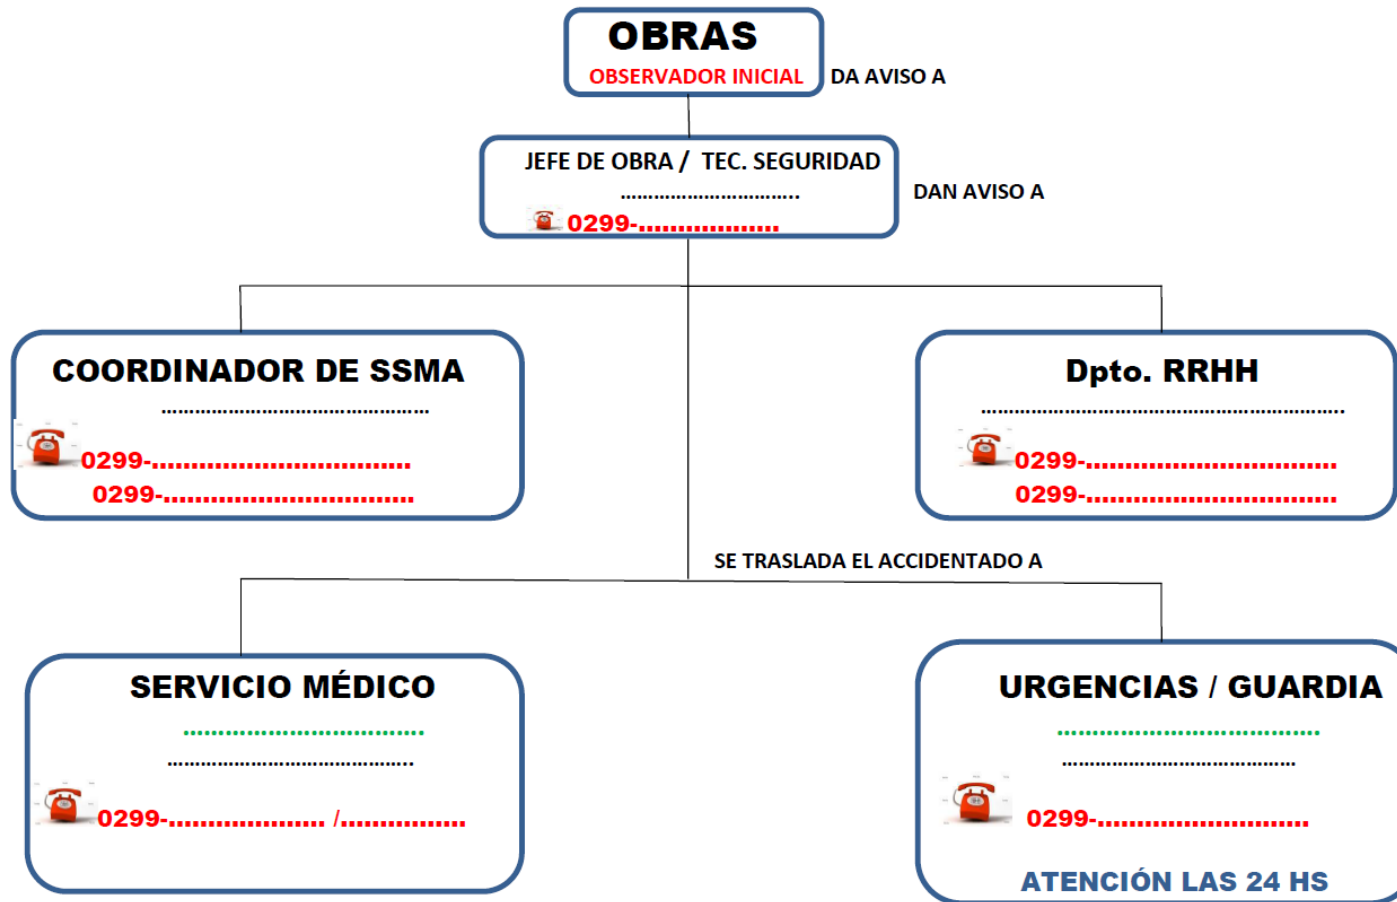 OBRAS
OBSERVADOR INICIAL DA AVISO A
JEFE DE OBRA / TEC. SEGURIDAD
................................
DAN AVISO A
0299-..................
COORDINADOR DE SSMA
................................................
0299-.................................
0299-................................
Dpto. RRHH
................................................................
0299-................................
0299-................................
SE TRASLADA EL ACCIDENTADO A
SERVICIO MÉDICO
..................................
............................................
0299-.................... /................
URGENCIAS / GUARDIA
.....................................
..........................................
0299-...........................
ATENCIÓN LAS 24 HS